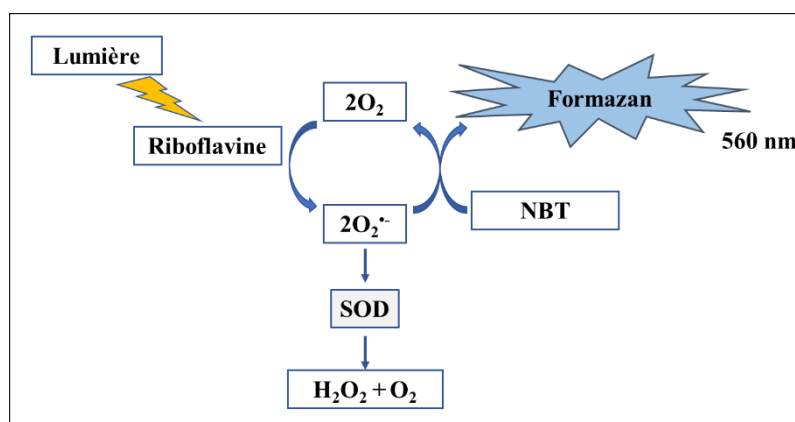 Lumière
2O₂
Formazan
Riboflavine
560 nm
2O₂•-
NBT
SOD
H₂O₂ + O₂